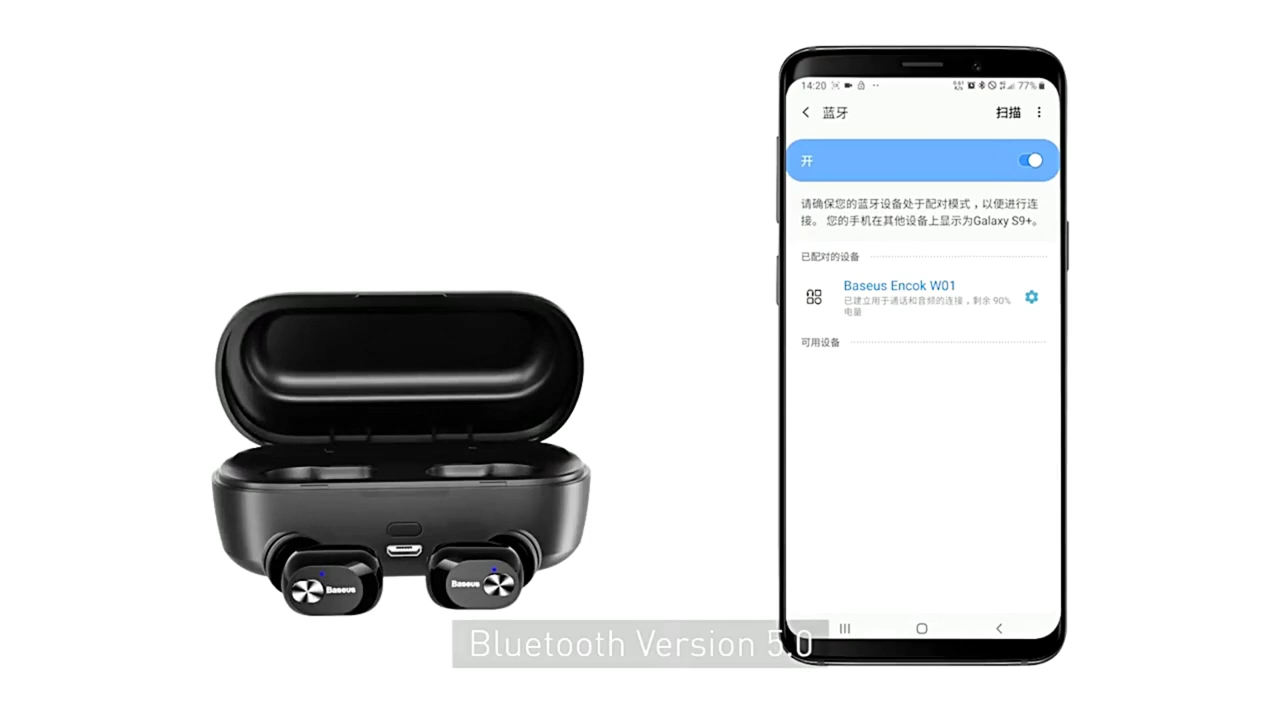 14:20
77%
蓝牙
扫描
开
请确保您的蓝牙设备处于配对模式，以便进行连
接。 您的手机在其他设备上显示为Galaxy S9+。
已配对的设备
Baseus Encok W01
已建立用于通话和音频的连接，剩余 90%
电量
可用设备
Baseus
Baseus
Bluetooth Version 5.0